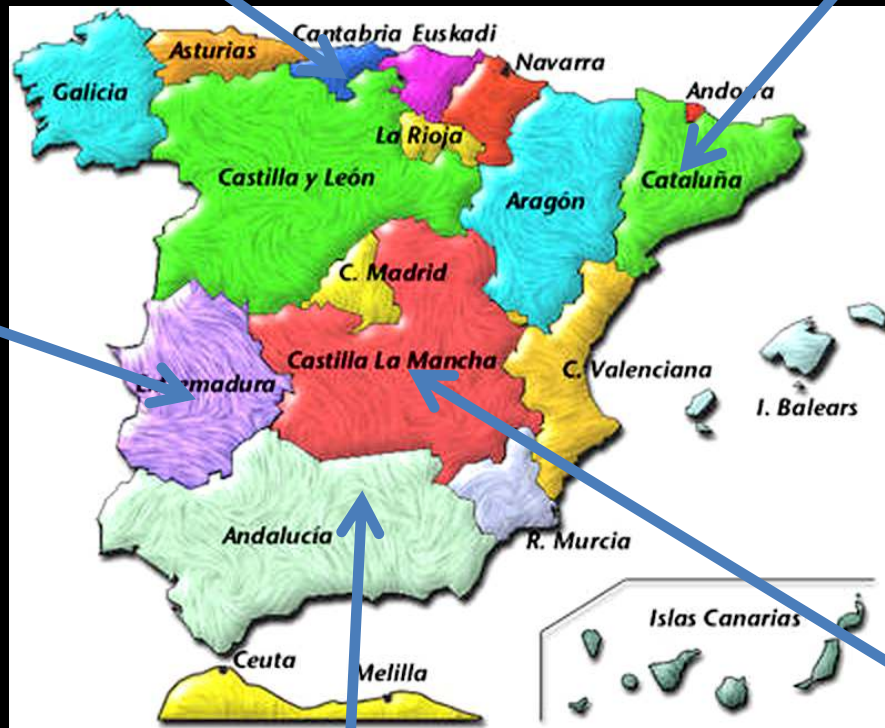 Cantabria Euskadi
Asturias
Navarra
Galicia
Andorra
La Rioja
Castilla y León
Cataluña
Aragón
C. Madrid
Castilla La Mancha
C. Valenciana
Extremadura
I. Balears
Andalucía
R. Murcia
Islas Canarias
Ceuta
Melilla